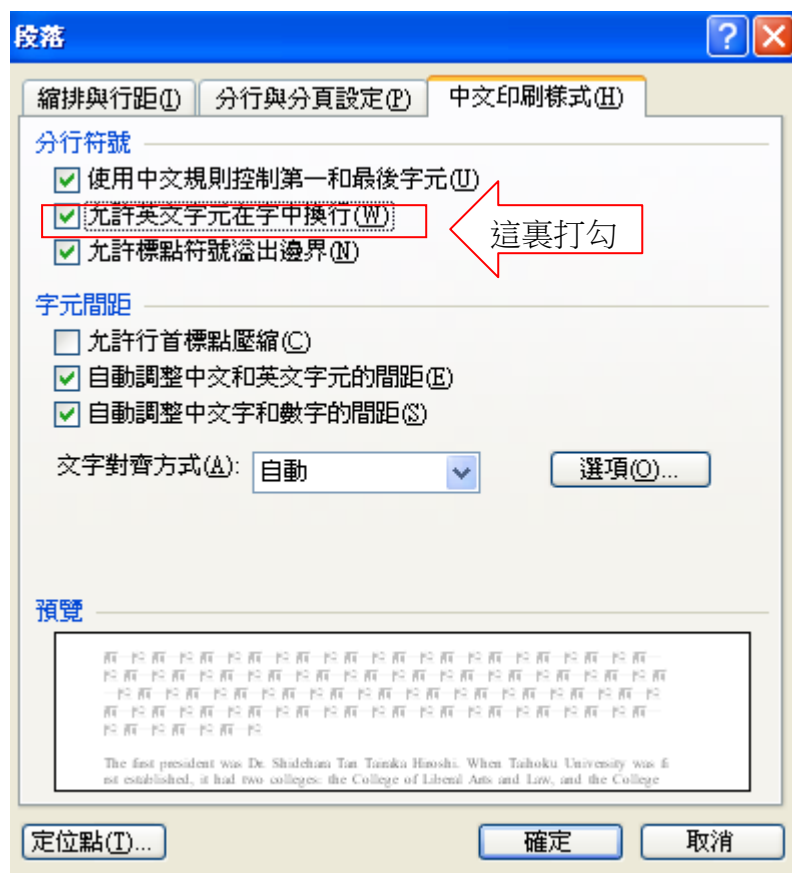 段落
縮排與行距(I) 分行與分頁設定(P) 中文印刷樣式(H)
分行符號
使用中文規則控制第一和最後字元(U)
允許英文字元在字中換行(W)
這裏打勾
允許標點符號溢出邊界(N)
字元間距
允許行首標點壓縮(C)
自動調整中文和英文字元的間距(E)
自動調整中文字和數字的間距(S)
文字對齊方式(A): 自動 選項(O)...
預覽
The first president was Dr. Shidehara Tan Tanaka Hiroshi. When Taihoku University was fi
rst established, it had two colleges: the College of Liberal Arts and Law, and the College
定位點(T)... 確定 取消